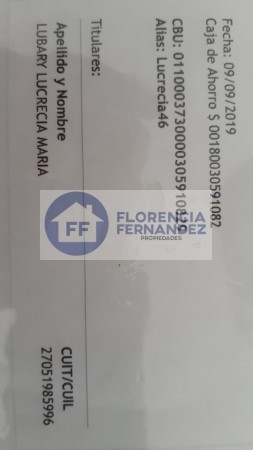 Fecha: 09/09/2019
Caja de Ahorro $ 00180030591082
CBU: 0110003730000305910829
Alias: Lucrecia46
Titulares:
Apellido y Nombre CUIT/CUIL
LUBARY LUCRECIA MARIA 27051985996
FF
FLORENCIA
FERNANDEZ
PROPIEDADES